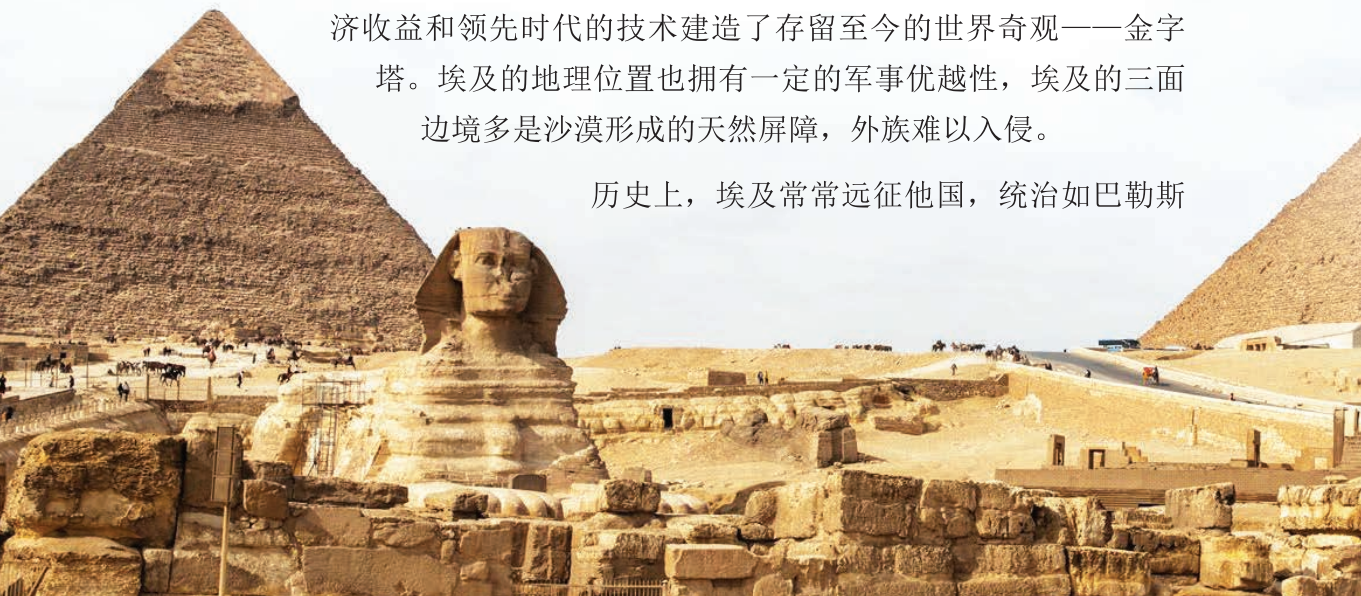 济收益和领先时代的技术建造了存留至今的世界奇观——金字
塔。埃及的地理位置也拥有一定的军事优越性，埃及的三面
边境多是沙漠形成的天然屏障，外族难以入侵。
历史上，埃及常常远征他国，统治如巴勒斯